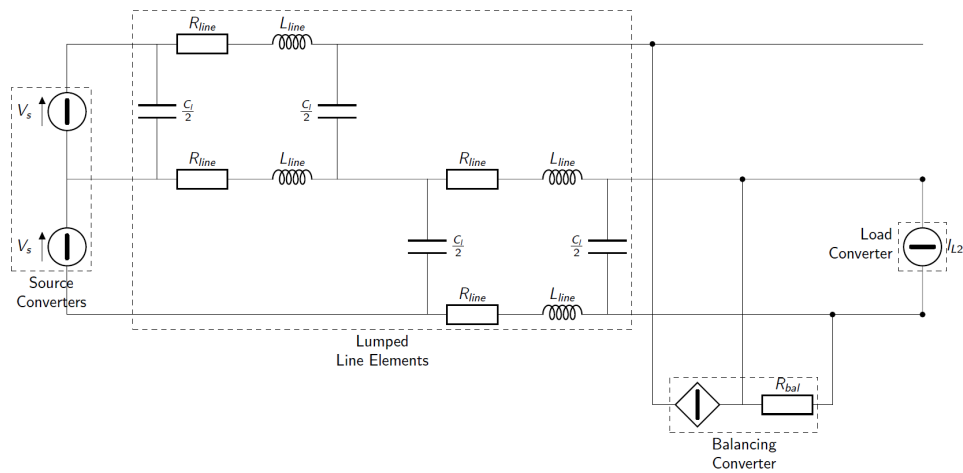 R_line
L_line
V_s
C_l/2
C_l/2
R_line
L_line
R_line
L_line
V_s
C_l/2
C_l/2
Load
Converter
I_L2
Source
Converters
R_line
L_line
Lumped
Line Elements
R_bal
Balancing
Converter